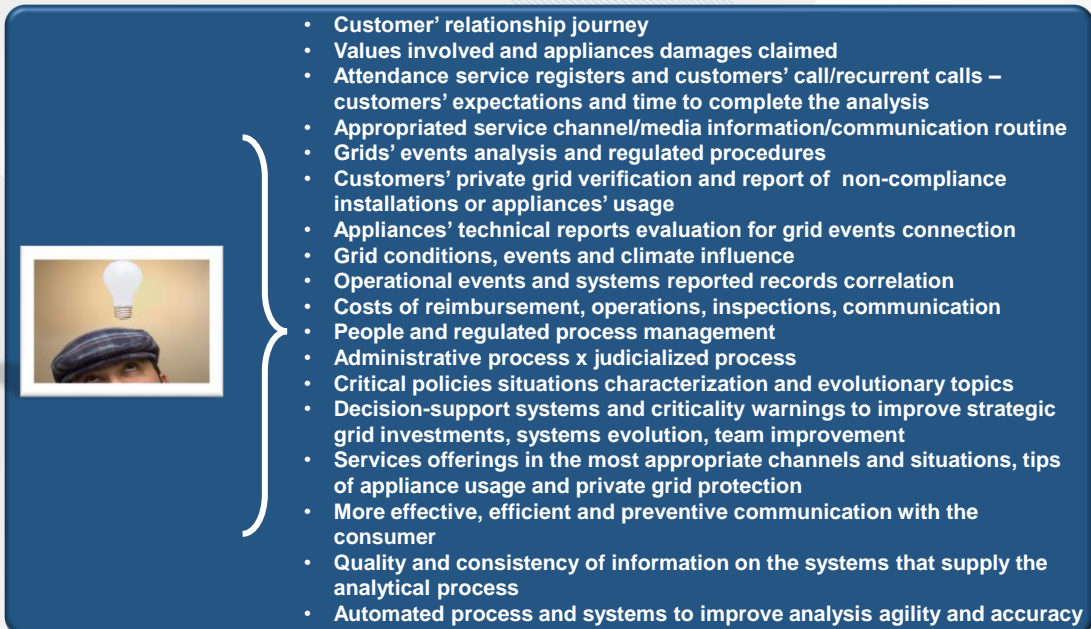 • Customer’ relationship journey
• Values involved and appliances damages claimed
• Attendance service registers and customers’ call/recurrent calls –
customers’ expectations and time to complete the analysis
• Appropriated service channel/media information/communication routine
• Grids’ events analysis and regulated procedures
• Customers’ private grid verification and report of non-compliance
installations or appliances’ usage
• Appliances’ technical reports evaluation for grid events connection
• Grid conditions, events and climate influence
• Operational events and systems reported records correlation
• Costs of reimbursement, operations, inspections, communication
• People and regulated process management
• Administrative process x judicialized process
• Critical policies situations characterization and evolutionary topics
• Decision-support systems and criticality warnings to improve strategic
grid investments, systems evolution, team improvement
• Services offerings in the most appropriate channels and situations, tips
of appliance usage and private grid protection
• More effective, efficient and preventive communication with the
consumer
• Quality and consistency of information on the systems that supply the
analytical process
• Automated process and systems to improve analysis agility and accuracy